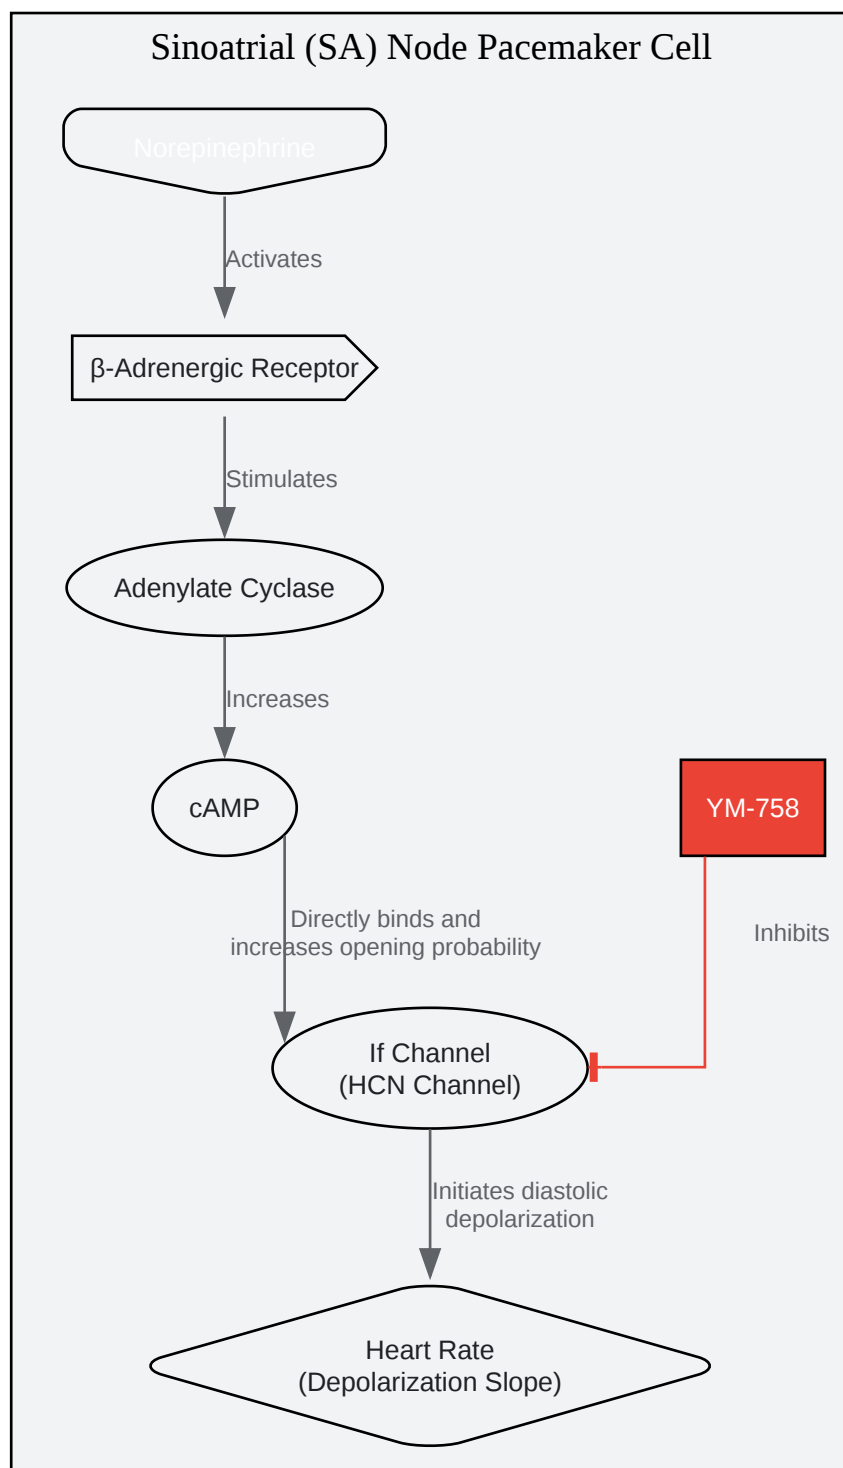 Sinoatrial (SA) Node Pacemaker Cell
Norepinephrine
Activates
β-Adrenergic Receptor
Stimulates
Adenylate Cyclase
Increases
cAMP
YM-758
Directly binds and
increases opening probability
Inhibits
If Channel
(HCN Channel)
Initiates diastolic
depolarization
Heart Rate
(Depolarization Slope)